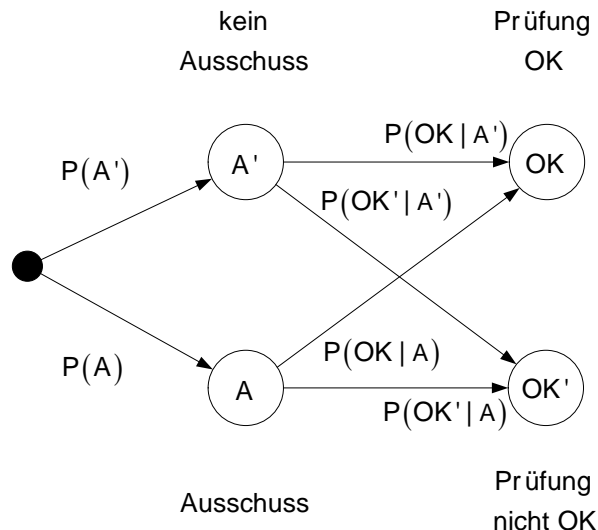 kein
Ausschuss
Prüfung
OK
P(OK | A')
P(A')
A'
OK
P(OK' | A')
P(A)
P(OK | A)
A
OK'
P(OK' | A)
Ausschuss
Prüfung
nicht OK